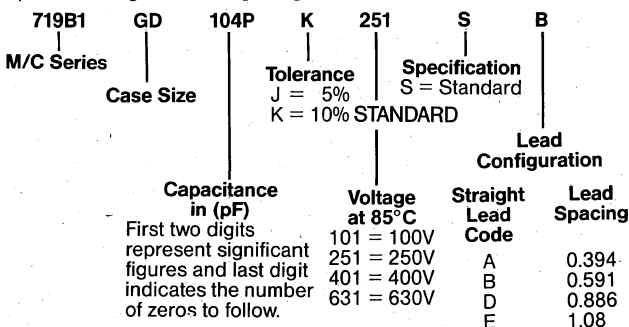 719B1 GD 104P K 251 S B
M/C Series
Case Size
Tolerance
J = 5%
K = 10% STANDARD
Specification
S = Standard
Lead
Configuration
Capacitance
in (pF)
First two digits
represent significant
figures and last digit
indicates the number
of zeros to follow.
Voltage
at 85°C
101 = 100V
251 = 250V
401 = 400V
631 = 630V
Straight Lead
Lead Spacing
Code
A 0.394
B 0.591
D 0.886
E 1.08